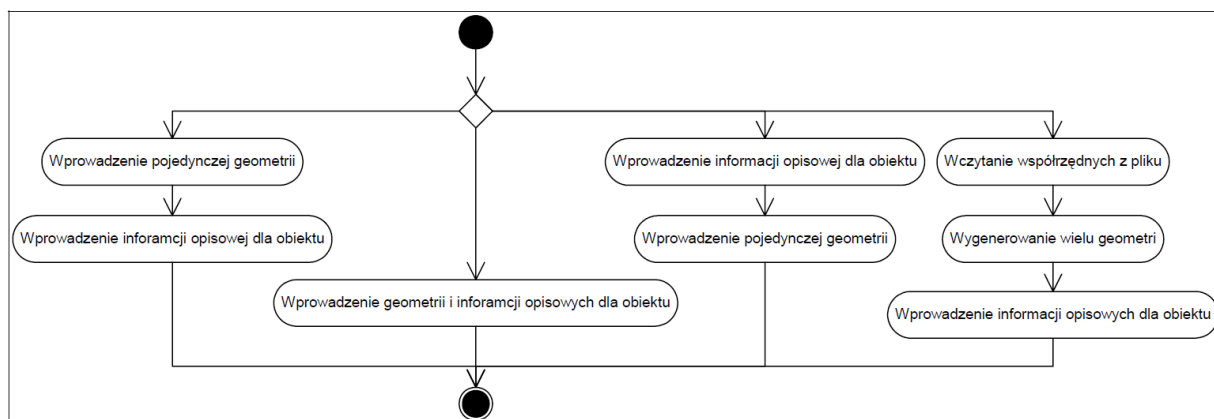 Wprowadzenie pojedynczej geometrii
Wprowadzenie informacji opisowej dla obiektu
Wczytanie współrzędnych z pliku
Wprowadzenie inforamcji opisowej dla obiektu
Wprowadzenie pojedynczej geometrii
Wygenerowanie wielu geometri
Wprowadzenie geometrii i inforamcji opisowych dla obiektu
Wprowadzenie informacji opisowych dla obiektu